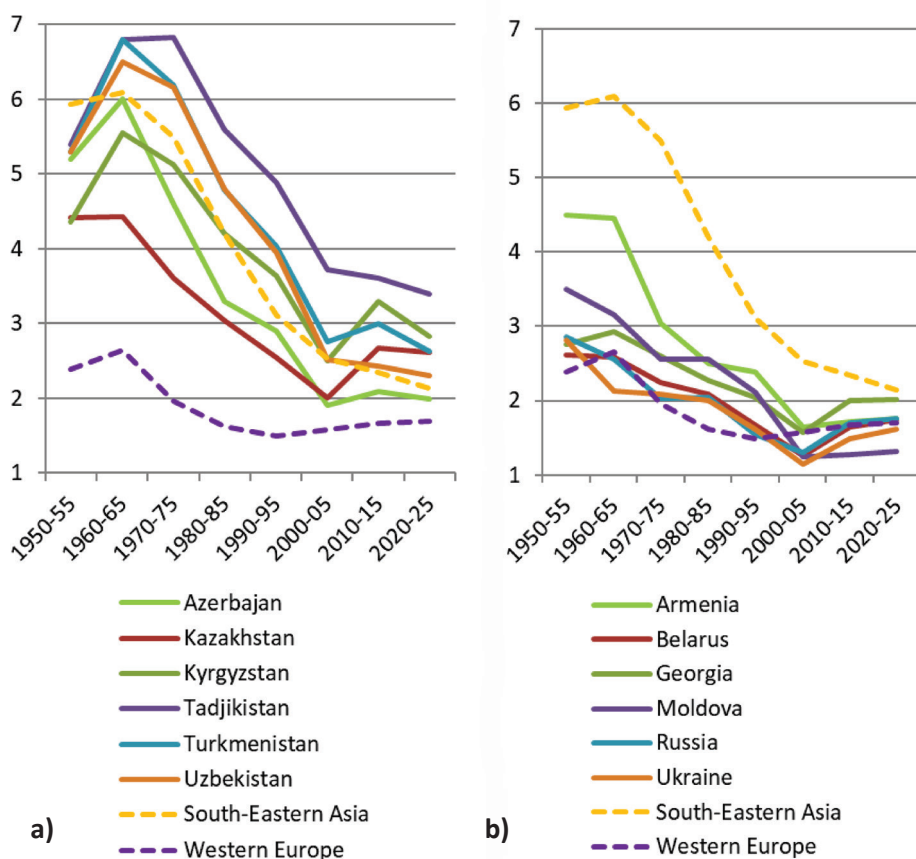 7
6
5
4
3
2
1
1950-55
1960-65
1970-75
1980-85
1990-95
2000-05
2010-15
2020-25
Azerbajan
Kazakhstan
Kyrgyzstan
Tadjikistan
Turkmenistan
Uzbekistan
South-Eastern Asia
Western Europe
a)
7
6
5
4
3
2
1
1950-55
1960-65
1970-75
1980-85
1990-95
2000-05
2010-15
2020-25
Armenia
Belarus
Georgia
Moldova
Russia
Ukraine
South-Eastern Asia
Western Europe
b)